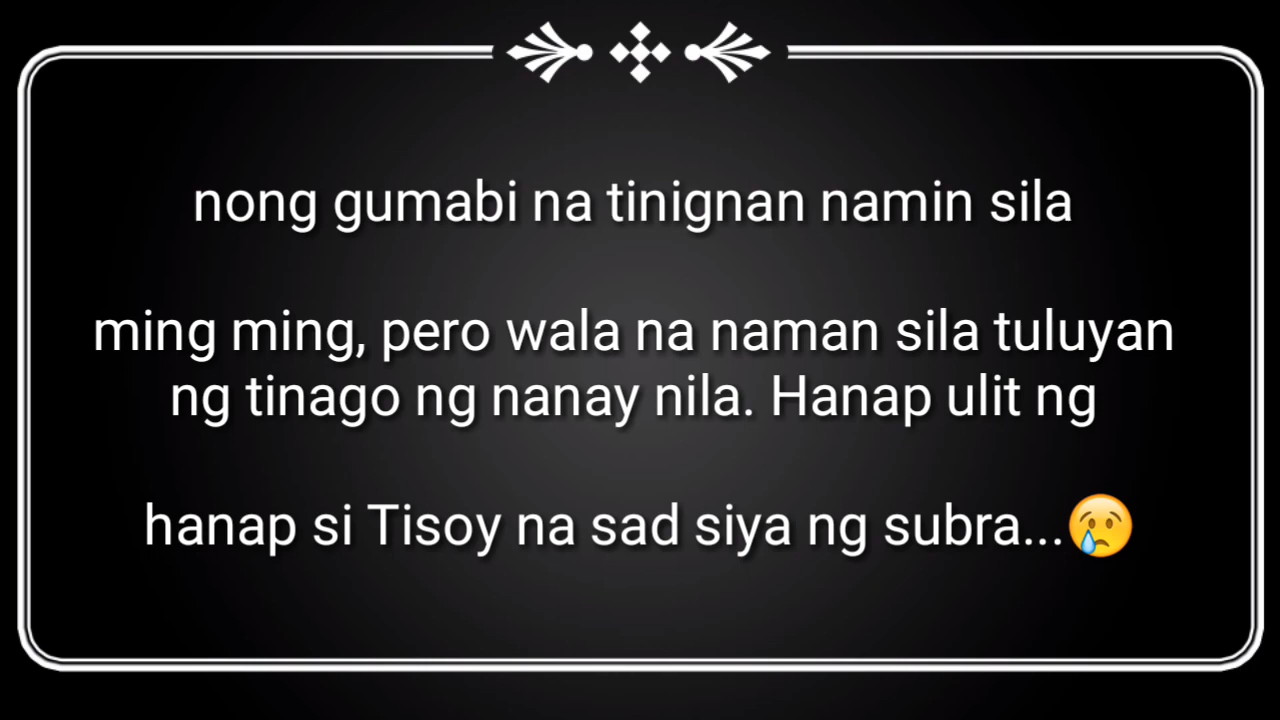 nong gumabi na tinignan namin sila
ming ming, pero wala na naman sila tuluyan
ng tinago ng nanay nila. Hanap ulit ng
hanap si Tisoy na sad siya ng subra...😢